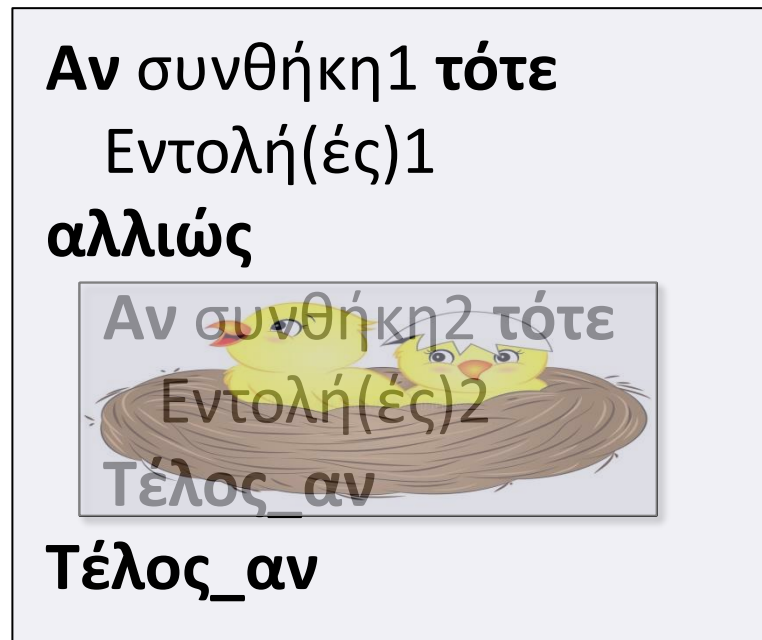 Αν συνθήκη1 τότε
Εντολή(ές)1
αλλιώς
Αν συνθήκη2 τότε
Εντολή(ές)2
Τέλος_αν
Τέλος_αν